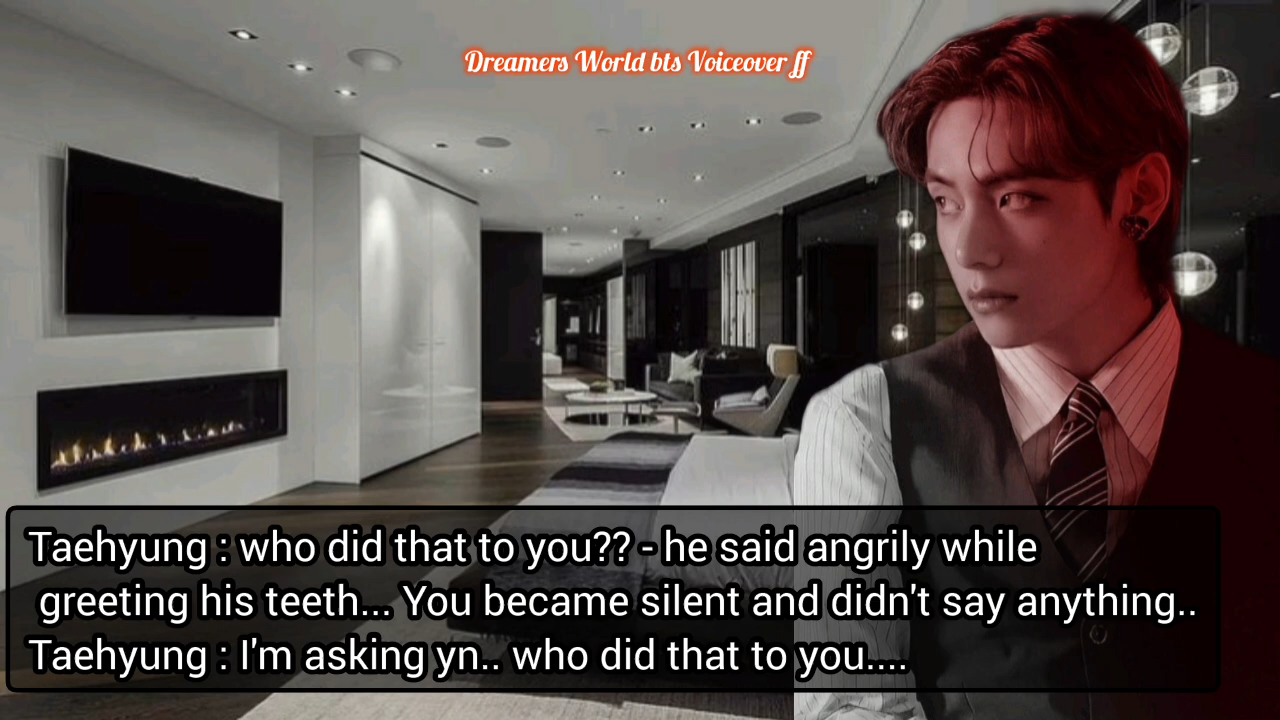 Dreamers World bts Voiceover ff
Taehyung : who did that to you?? - he said angrily while
greeting his teeth... You became silent and didn't say anything..
Taehyung : I'm asking yn.. who did that to you....